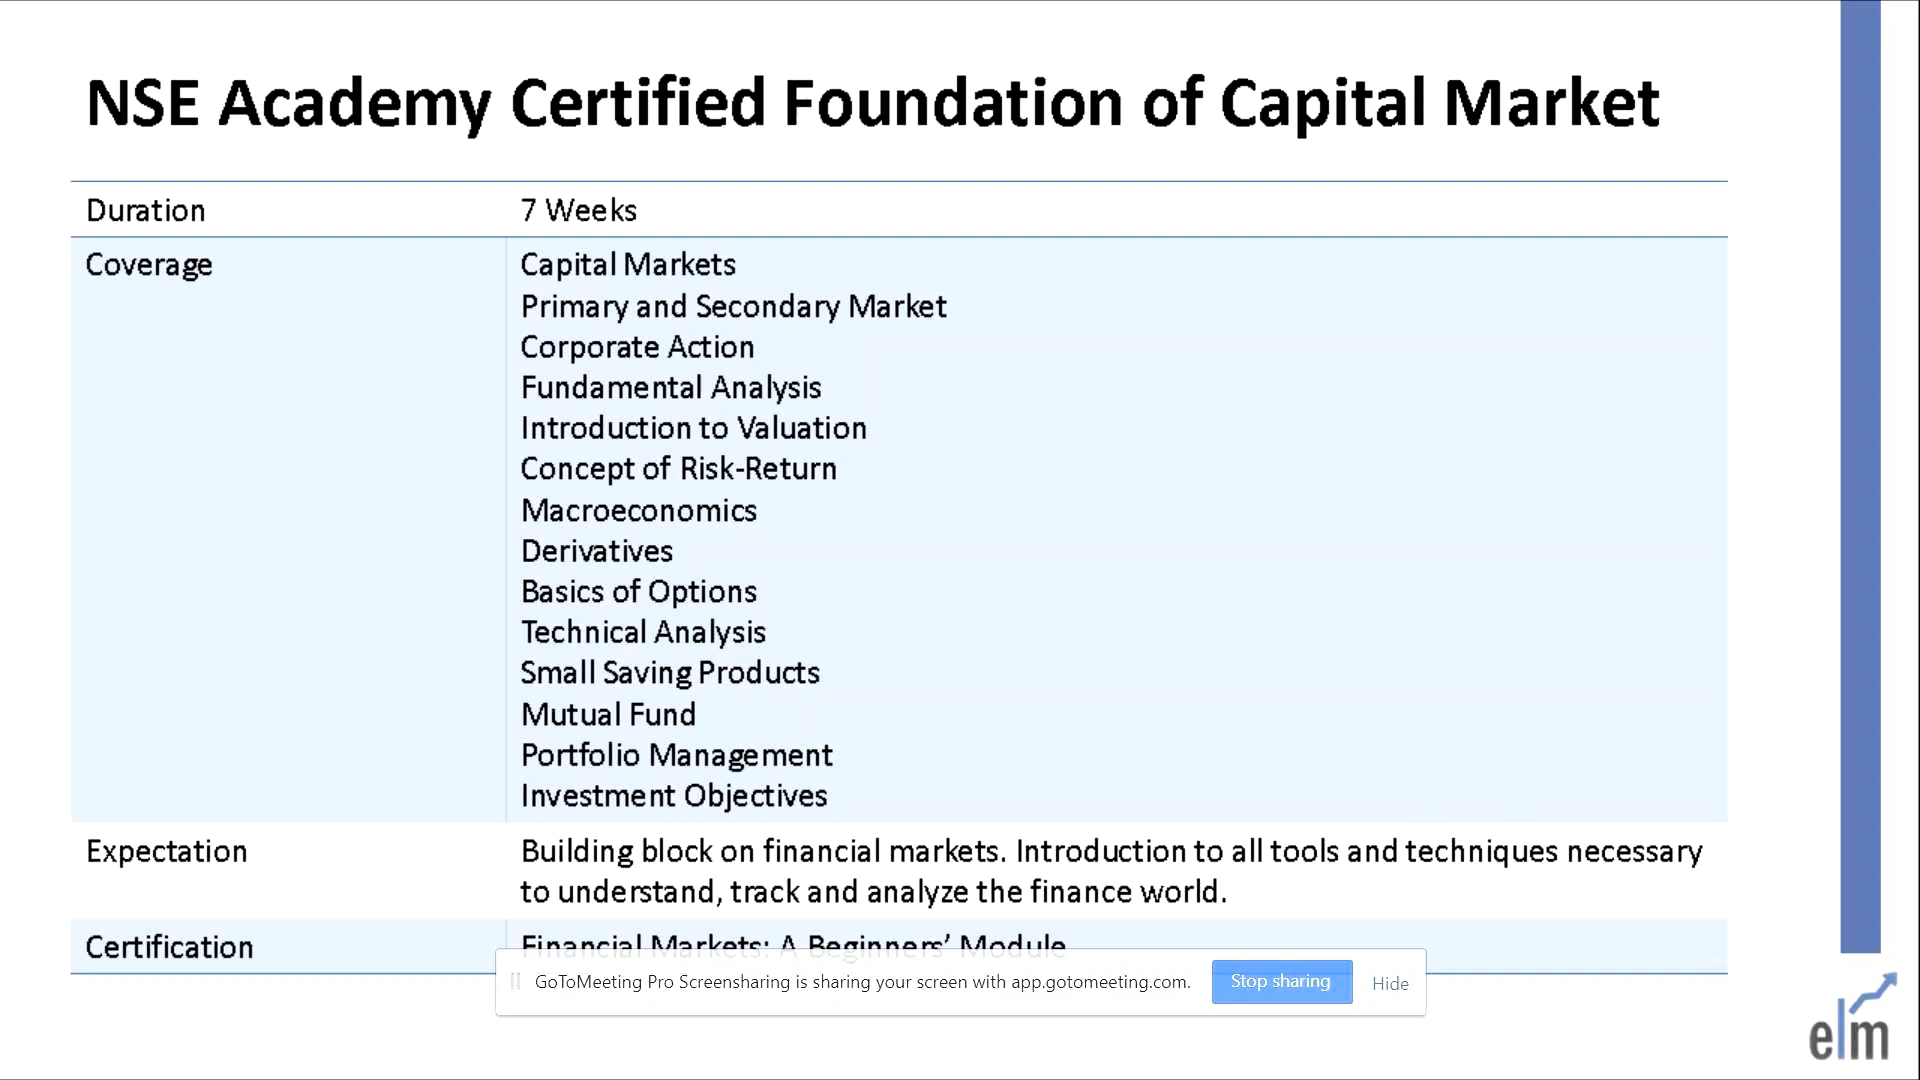 NSE Academy Certified Foundation of Capital Market
Duration 7 Weeks
Coverage Capital Markets
Primary and Secondary Market
Corporate Action
Fundamental Analysis
Introduction to Valuation
Concept of Risk-Return
Macroeconomics
Derivatives
Basics of Options
Technical Analysis
Small Saving Products
Mutual Fund
Portfolio Management
Investment Objectives
Expectation Building block on financial markets. Introduction to all tools and techniques necessary
to understand, track and analyze the finance world.
Certification Financial Markets: A Beginners’ Module
GoToMeeting Pro Screensharing is sharing your screen with app.gotomeeting.com. Stop sharing Hide
elm